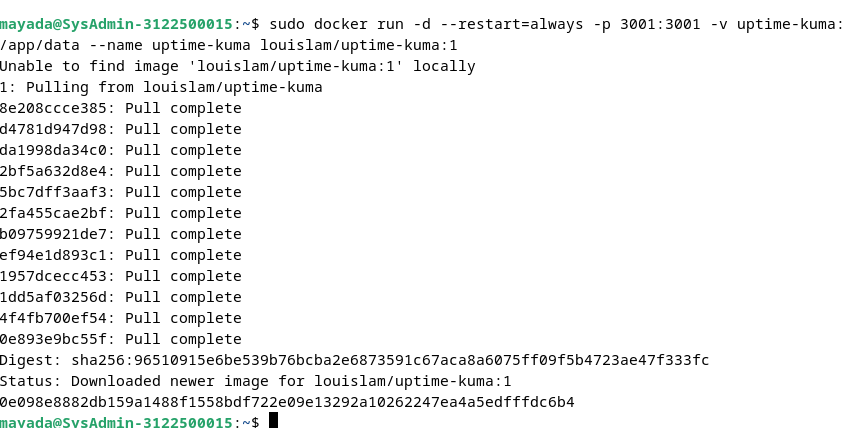 mayada@SysAdmin-3122500015:~$ sudo docker run -d --restart=always -p 3001:3001 -v uptime-kuma:
/app/data --name uptime-kuma louislam/uptime-kuma:1
Unable to find image 'louislam/uptime-kuma:1' locally
1: Pulling from louislam/uptime-kuma
8e208ccce385: Pull complete
d4781d947d98: Pull complete
da1998da34c0: Pull complete
2bf5a632d8e4: Pull complete
5bc7dff3aaf3: Pull complete
2fa455cae2bf: Pull complete
b09759921de7: Pull complete
ef94e1d893c1: Pull complete
1957dcecc453: Pull complete
1dd5af03256d: Pull complete
4f4fb700ef54: Pull complete
0e893e9bc55f: Pull complete
Digest: sha256:96510915e6be539b76bcba2e6873591c67aca8a6075ff09f5b4723ae47f333fc
Status: Downloaded newer image for louislam/uptime-kuma:1
0e098e8882db159a1488f1558bdf722e09e13292a10262247ea4a5edfffdc6b4
mayada@SysAdmin-3122500015:~$